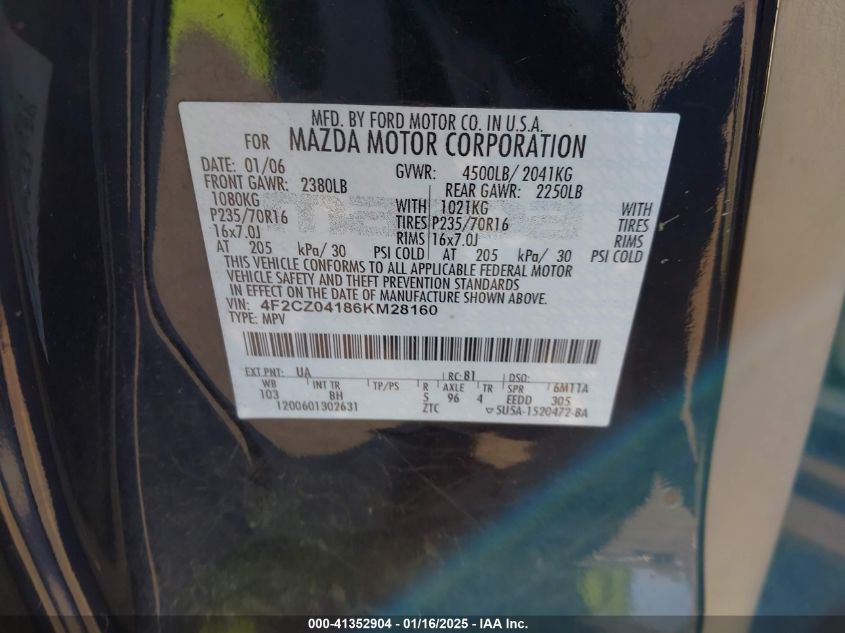 MFD. BY FORD MOTOR CO. IN U.S.A.
FOR MAZDA MOTOR CORPORATION
DATE: 01/06 GVWR: 4500LB/ 2041KG
FRONT GAWR: 2380LB REAR GAWR: 2250LB
1080KG WITH 1021KG WITH
P235/70R16 TIRES P235/70R16 TIRES
16x7.0J RIMS 16x7.0J RIMS
AT 205 kPa/ 30 PSI COLD AT 205 kPa/ 30 PSI COLD
THIS VEHICLE CONFORMS TO ALL APPLICABLE FEDERAL MOTOR
VEHICLE SAFETY AND THEFT PREVENTION STANDARDS
IN EFFECT ON THE DATE OF MANUFACTURE SHOWN ABOVE.
VIN: 4F2CZ04186KM28160
TYPE: MPV
EXT PNT: UA RC: 81 DSO:
WB INT TR TP/PS R AXLE TR SPR 6MTTA
103 BH 5 96 4 EEDD 305
1200601302631 ZTC SU5A-1520472-BA
000-41352904 - 01/16/2025 - IAA Inc.